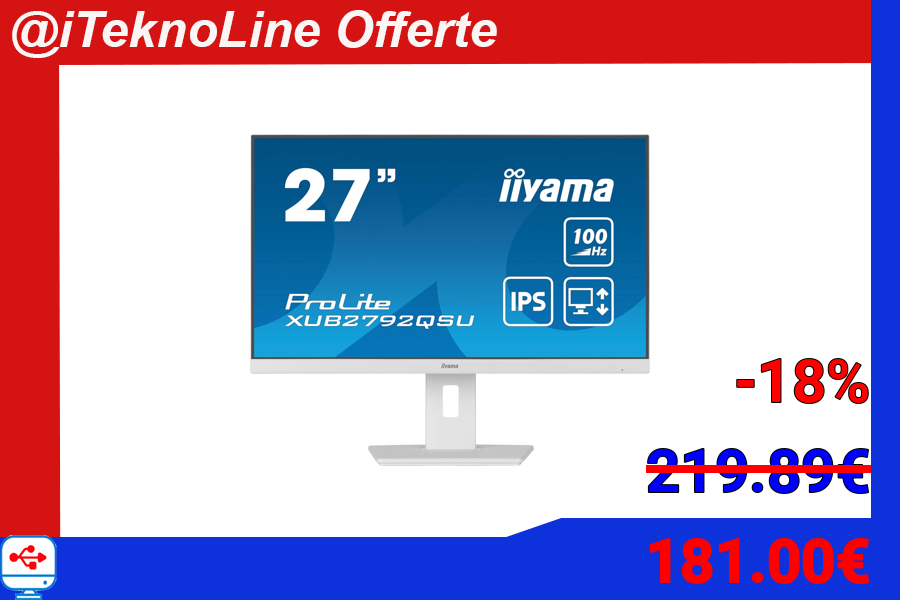 @iTeknoLine Offerte
27”
iiyama
100
Hz
ProLite
XUB2792QSU
IPS
iiyama
-18%
219.89€
181.00€